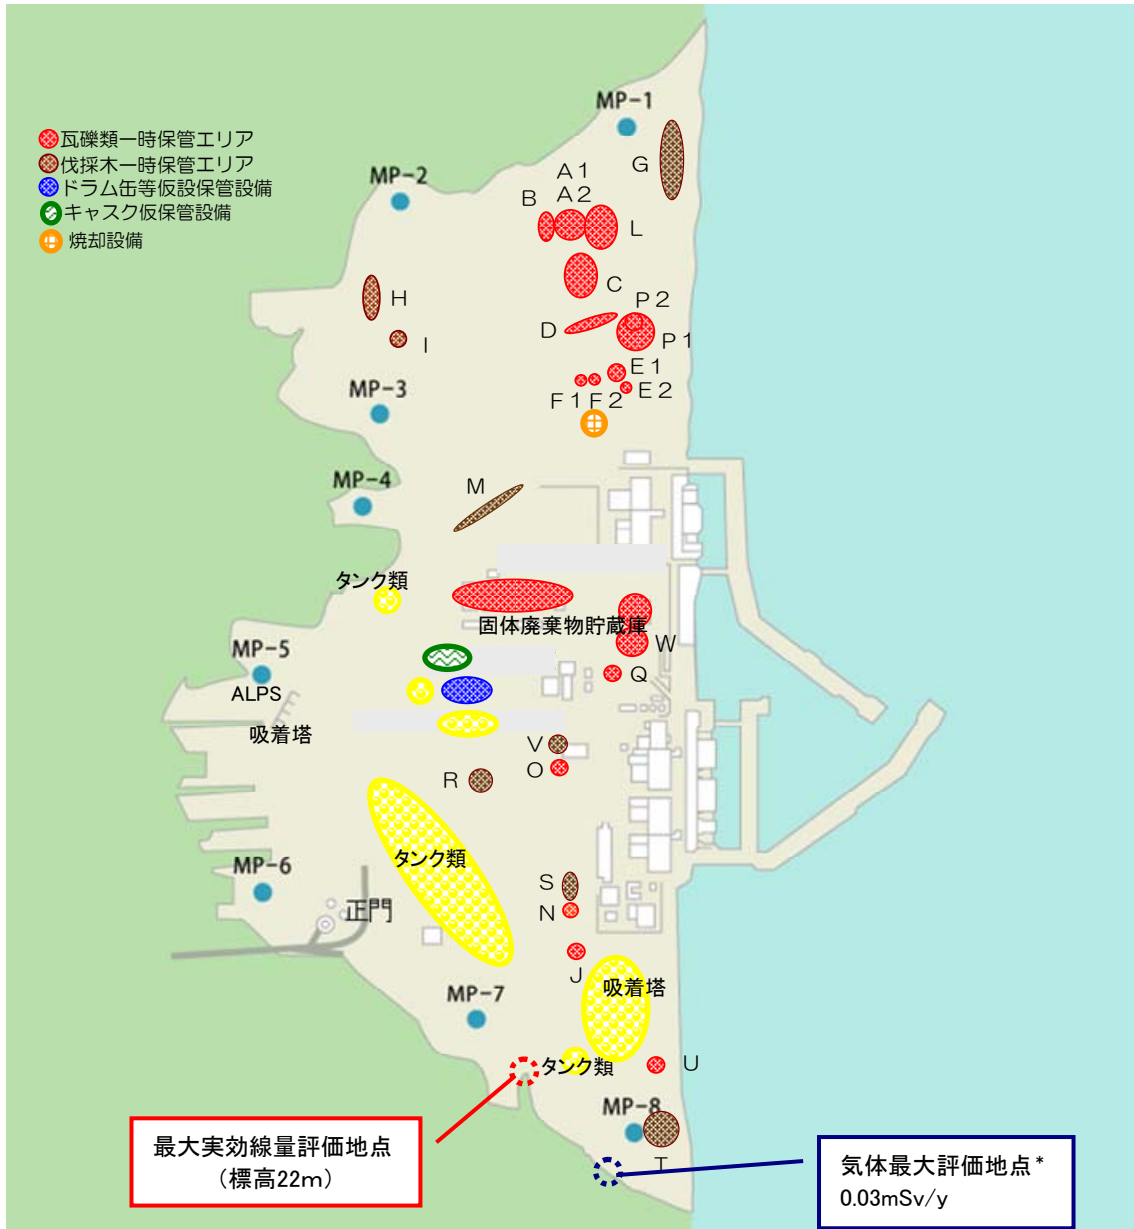 MP-1
瓦礫類一時保管エリア
伐採木一時保管エリア
ドラム缶等仮設保管設備
キャスク仮保管設備
焼却設備
A1
A2
G
MP-2
B
L
C
H
P2
D
P1
I
E1
E2
MP-3
F1
F2
MP-4
M
タンク類
固体廃棄物貯蔵庫
W
MP-5
Q
ALPS
吸着塔
V
O
R
タンク類
MP-6
S
正門
N
J
吸着塔
MP-7
タンク類
U
MP-8
T
最大実効線量評価地点
(標高22m)
気体最大評価地点*
0.03mSv/y